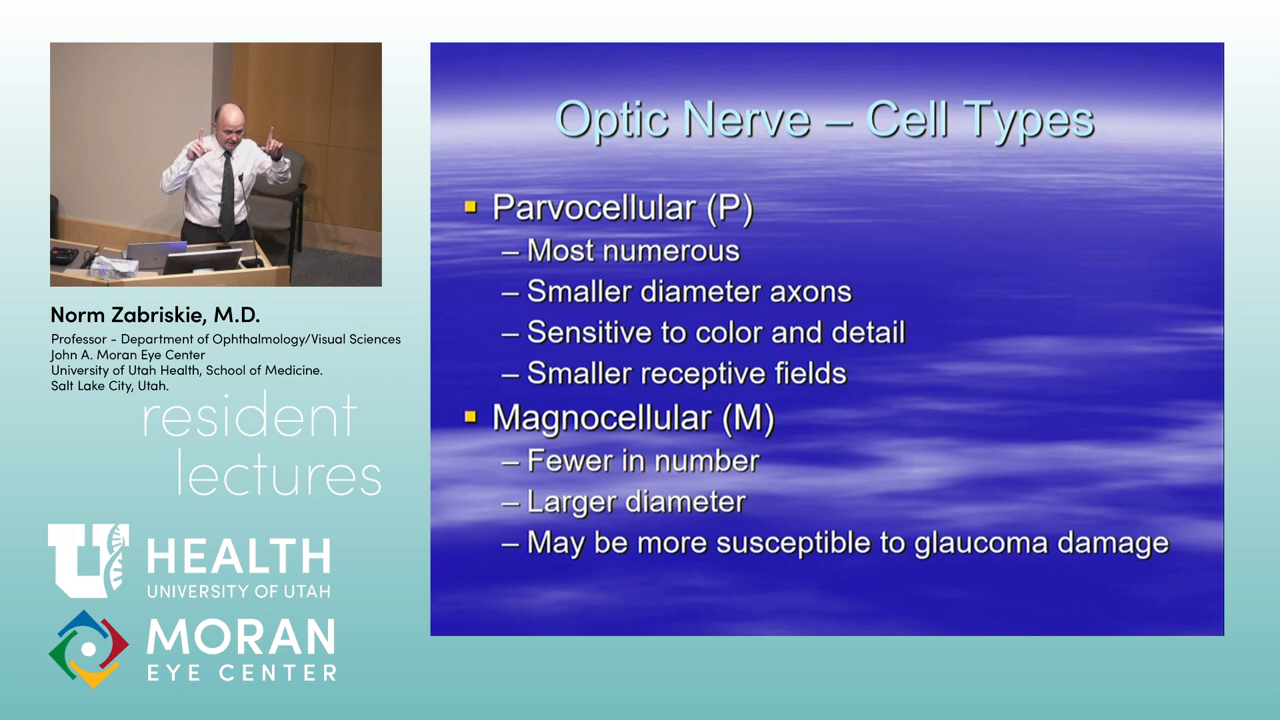 Norm Zabriskie, M.D.
Professor - Department of Ophthalmology/Visual Sciences
John A. Moran Eye Center
University of Utah Health, School of Medicine.
Salt Lake City, Utah.
resident
lectures
U HEALTH
UNIVERSITY OF UTAH
MORAN
EYE CENTER
Optic Nerve – Cell Types
Parvocellular (P)
– Most numerous
– Smaller diameter axons
– Sensitive to color and detail
– Smaller receptive fields
Magnocellular (M)
– Fewer in number
– Larger diameter
– May be more susceptible to glaucoma damage